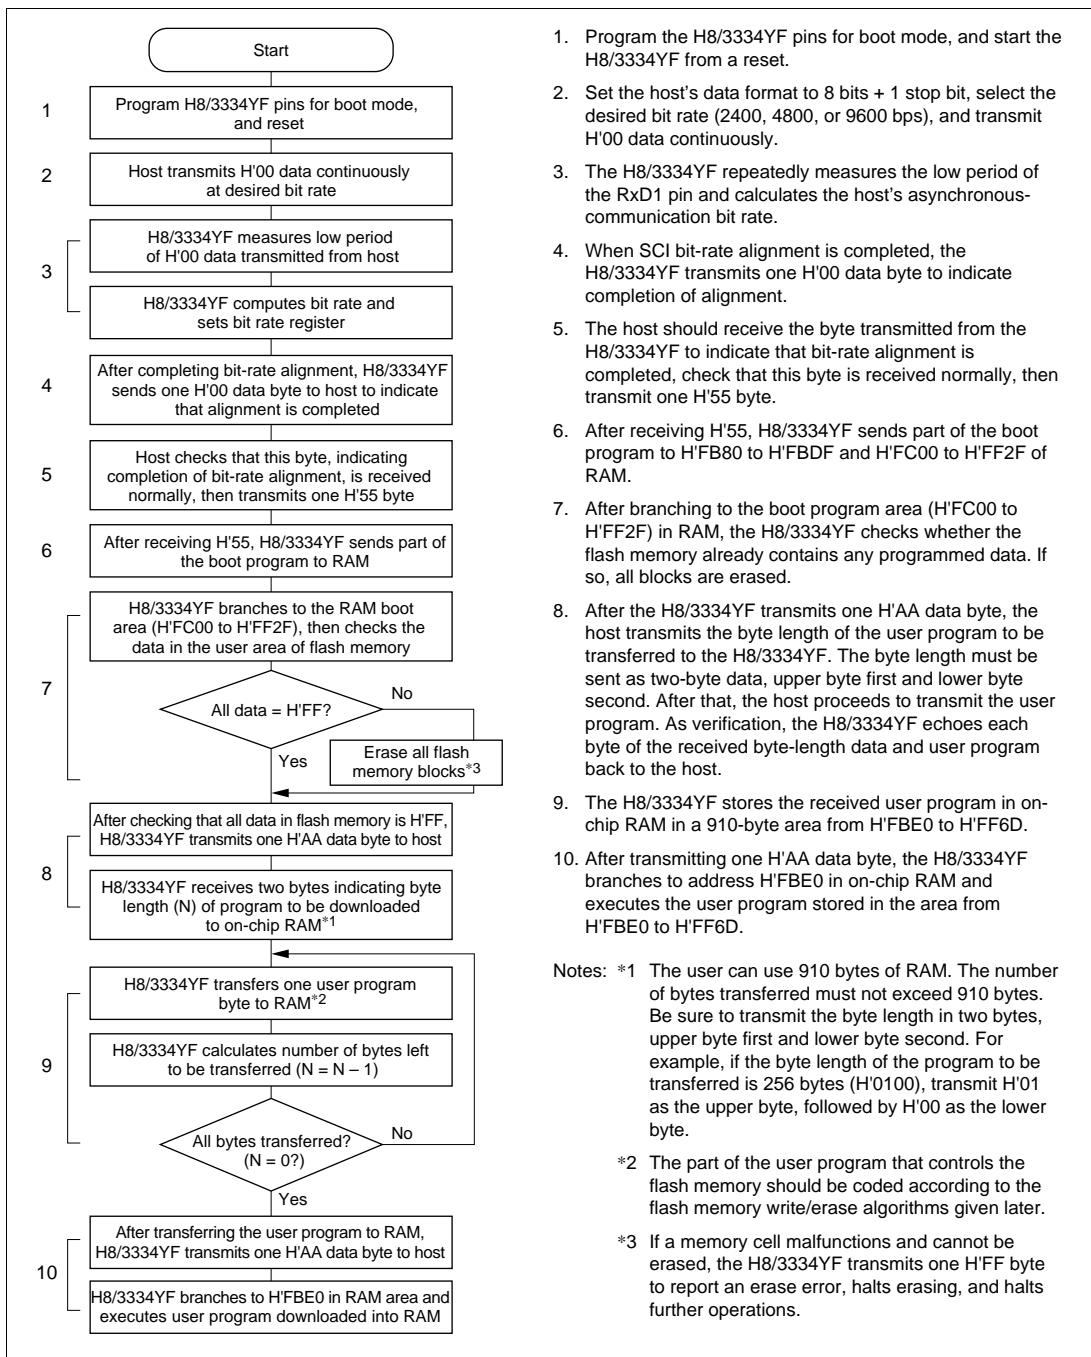 Start
1
Program H8/3334YF pins for boot mode,
and reset
2
Host transmits H'00 data continuously
at desired bit rate
3
H8/3334YF measures low period
of H'00 data transmitted from host
H8/3334YF computes bit rate and
sets bit rate register
4
After completing bit-rate alignment, H8/3334YF
sends one H'00 data byte to host to indicate
that alignment is completed
5
Host checks that this byte, indicating
completion of bit-rate alignment, is received
normally, then transmits one H'55 byte
6
After receiving H'55, H8/3334YF sends part of
the boot program to RAM
7
H8/3334YF branches to the RAM boot
area (H'FC00 to H'FF2F), then checks the
data in the user area of flash memory
All data = H'FF?
No
Yes
Erase all flash
memory blocks*3
8
After checking that all data in flash memory is H'FF,
H8/3334YF transmits one H'AA data byte to host
H8/3334YF receives two bytes indicating byte
length (N) of program to be downloaded
to on-chip RAM*1
9
H8/3334YF transfers one user program
byte to RAM*2
H8/3334YF calculates number of bytes left
to be transferred (N = N – 1)
All bytes transferred?
(N = 0?)
No
Yes
10
After transferring the user program to RAM,
H8/3334YF transmits one H'AA data byte to host
H8/3334YF branches to H'FBE0 in RAM area and
executes user program downloaded into RAM
1. Program the H8/3334YF pins for boot mode, and start the
H8/3334YF from a reset.
2. Set the host's data format to 8 bits + 1 stop bit, select the
desired bit rate (2400, 4800, or 9600 bps), and transmit
H'00 data continuously.
3. The H8/3334YF repeatedly measures the low period of
the RxD1 pin and calculates the host's asynchronous-
communication bit rate.
4. When SCI bit-rate alignment is completed, the
H8/3334YF transmits one H'00 data byte to indicate
completion of alignment.
5. The host should receive the byte transmitted from the
H8/3334YF to indicate that bit-rate alignment is
completed, check that this byte is received normally, then
transmit one H'55 byte.
6. After receiving H'55, H8/3334YF sends part of the boot
program to H'FB80 to H'FBDF and H'FC00 to H'FF2F of
RAM.
7. After branching to the boot program area (H'FC00 to
H'FF2F) in RAM, the H8/3334YF checks whether the
flash memory already contains any programmed data. If
so, all blocks are erased.
8. After the H8/3334YF transmits one H'AA data byte, the
host transmits the byte length of the user program to be
transferred to the H8/3334YF. The byte length must be
sent as two-byte data, upper byte first and lower byte
second. After that, the host proceeds to transmit the user
program. As verification, the H8/3334YF echoes each
byte of the received byte-length data and user program
back to the host.
9. The H8/3334YF stores the received user program in on-
chip RAM in a 910-byte area from H'FBE0 to H'FF6D.
10. After transmitting one H'AA data byte, the H8/3334YF
branches to address H'FBE0 in on-chip RAM and
executes the user program stored in the area from
H'FBE0 to H'FF6D.
Notes: *1 The user can use 910 bytes of RAM. The number
of bytes transferred must not exceed 910 bytes.
Be sure to transmit the byte length in two bytes,
upper byte first and lower byte second. For
example, if the byte length of the program to be
transferred is 256 bytes (H'0100), transmit H'01
as the upper byte, followed by H'00 as the lower
byte.
*2 The part of the user program that controls the
flash memory should be coded according to the
flash memory write/erase algorithms given later.
*3 If a memory cell malfunctions and cannot be
erased, the H8/3334YF transmits one H'FF byte
to report an erase error, halts erasing, and halts
further operations.